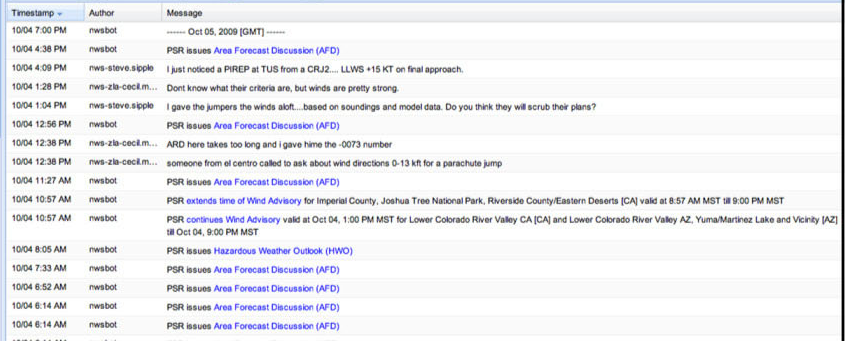 Timestamp Author Message
10/04 7:00 PM nwsbot ------ Oct 05, 2009 [GMT] ------
10/04 4:38 PM nwsbot PSR issues Area Forecast Discussion (AFD)
10/04 4:09 PM nws-steve.sipple I just noticed a PIREP at TUS from a CRJ2.... LLWS +15 KT on final approach.
10/04 1:28 PM nws-zla-cecil.m... Dont know what their criteria are, but winds are pretty strong.
10/04 1:04 PM nws-steve.sipple I gave the jumpers the winds aloft....based on soundings and model data. Do you think they will scrub their plans?
10/04 12:56 PM nwsbot PSR issues Area Forecast Discussion (AFD)
10/04 12:38 PM nws-zla-cecil.m... ARD here takes too long and i gave hime the -0073 number
10/04 12:38 PM nws-zla-cecil.m... someone from el centro called to ask about wind directions 0-13 kft for a parachute jump
10/04 11:27 AM nwsbot PSR issues Area Forecast Discussion (AFD)
10/04 10:57 AM nwsbot PSR extends time of Wind Advisory for Imperial County, Joshua Tree National Park, Riverside County/Eastern Deserts [CA] valid at 8:57 AM MST till 9:00 PM MST
10/04 10:57 AM nwsbot PSR continues Wind Advisory valid at Oct 04, 1:00 PM MST for Lower Colorado River Valley CA [CA] and Lower Colorado River Valley AZ, Yuma/Martinez Lake and Vicinity [AZ]
till Oct 04, 9:00 PM MST
10/04 8:05 AM nwsbot PSR issues Hazardous Weather Outlook (HWO)
10/04 7:33 AM nwsbot PSR issues Area Forecast Discussion (AFD)
10/04 6:52 AM nwsbot PSR issues Area Forecast Discussion (AFD)
10/04 6:14 AM nwsbot PSR issues Area Forecast Discussion (AFD)
10/04 6:14 AM nwsbot PSR issues Area Forecast Discussion (AFD)